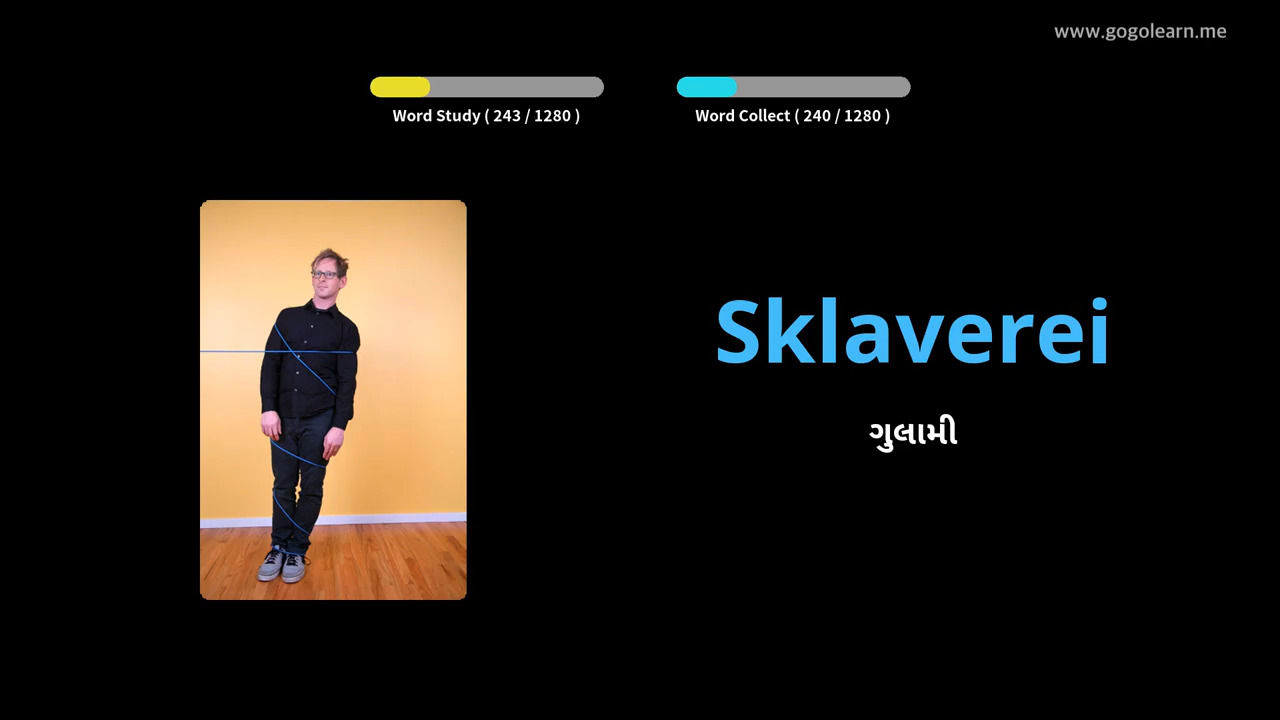 www.gogolearn.me
Word Study ( 243 / 1280 )
Word Collect ( 240 / 1280 )
Sklaverei
ગુલામી